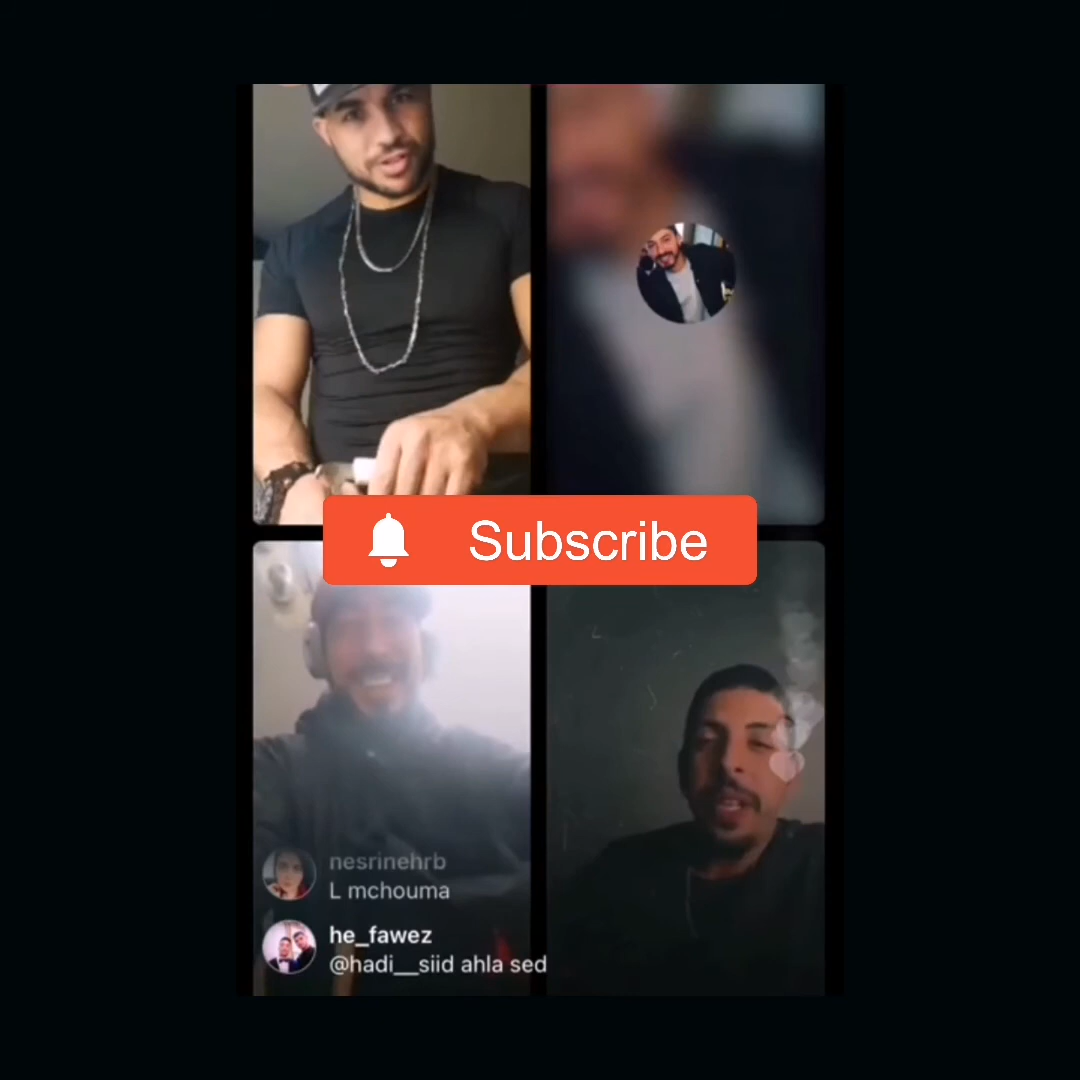 Subscribe
nesrinehrb
L mchouma
he_fawez
@hadi__siid ahla sed